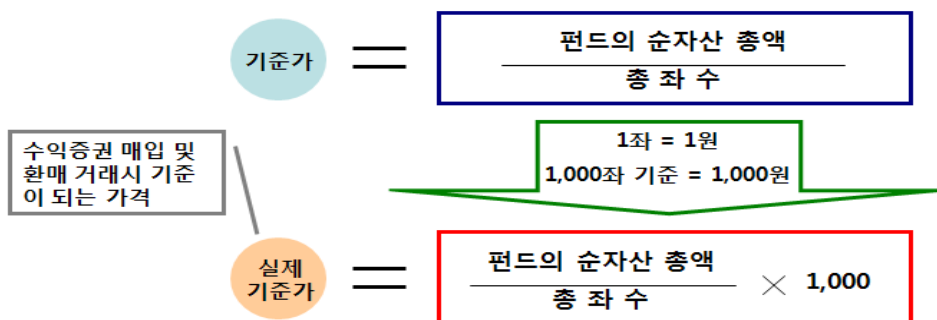 기준가
=
펀드의 순자산 총액
총 좌 수
수익증권 매입 및
환매 거래시 기준
이 되는 가격
1좌 = 1원
1,000좌 기준 = 1,000원
실제
기준가
=
펀드의 순자산 총액
총 좌 수
× 1,000